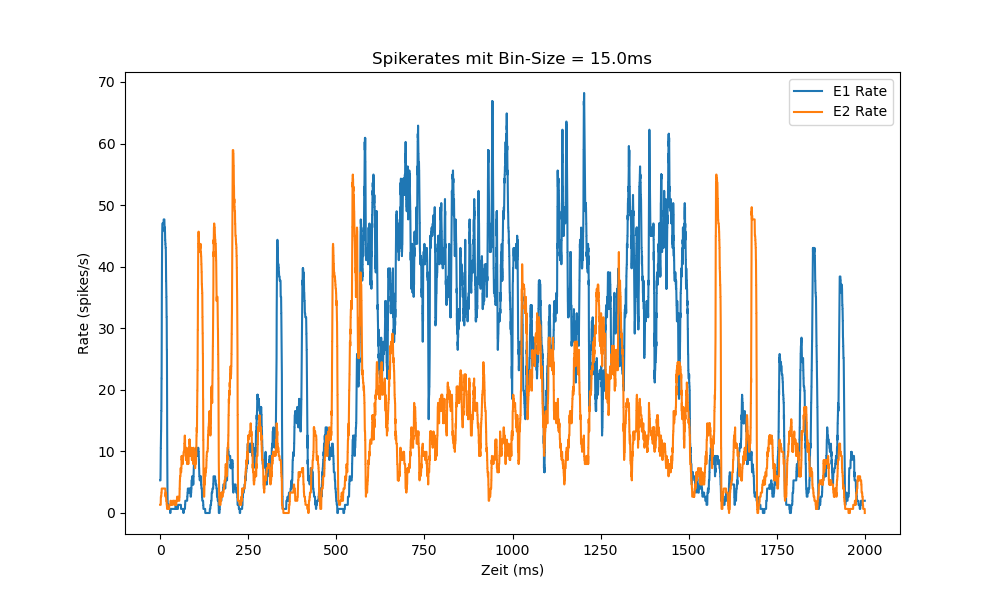 Spikerates mit Bin-Size = 15.0ms
E1 Rate
E2 Rate
70
60
50
40
30
20
10
0
Rate (spikes/s)
0 250 500 750 1000 1250 1500 1750 2000
Zeit (ms)